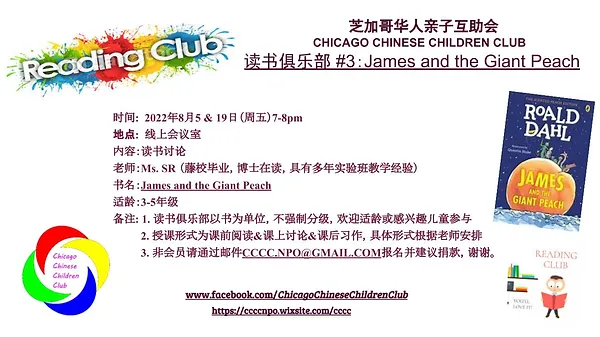 Reading Club
芝加哥华人亲子互助会
CHICAGO CHINESE CHILDREN CLUB
读书俱乐部 #3：James and the Giant Peach
时间: 2022年8月5 & 19日(周五)7-8pm
地点: 线上会议室
内容：读书讨论
老师：Ms. SR （藤校毕业，博士在读，具有多年实验班教学经验）
书名：James and the Giant Peach
适龄：3-5年级
备注: 1. 读书俱乐部以书为单位，不强制分级，欢迎适龄或感兴趣儿童参与
2. 授课形式为课前阅读&课上讨论&课后习作，具体形式根据老师安排
3. 非会员请通过邮件CCCC.NPO@GMAIL.COM报名并建议捐款，谢谢。
www.facebook.com/ChicagoChineseChildrenClub
https://ccccnpo.wixsite.com/cccc
Chicago
Chinese
Children
Club
ROALD
DAHL
JAMES
AND THE
GIANT PEACH
READING
CLUB
YOU'LL
LOVE IT!